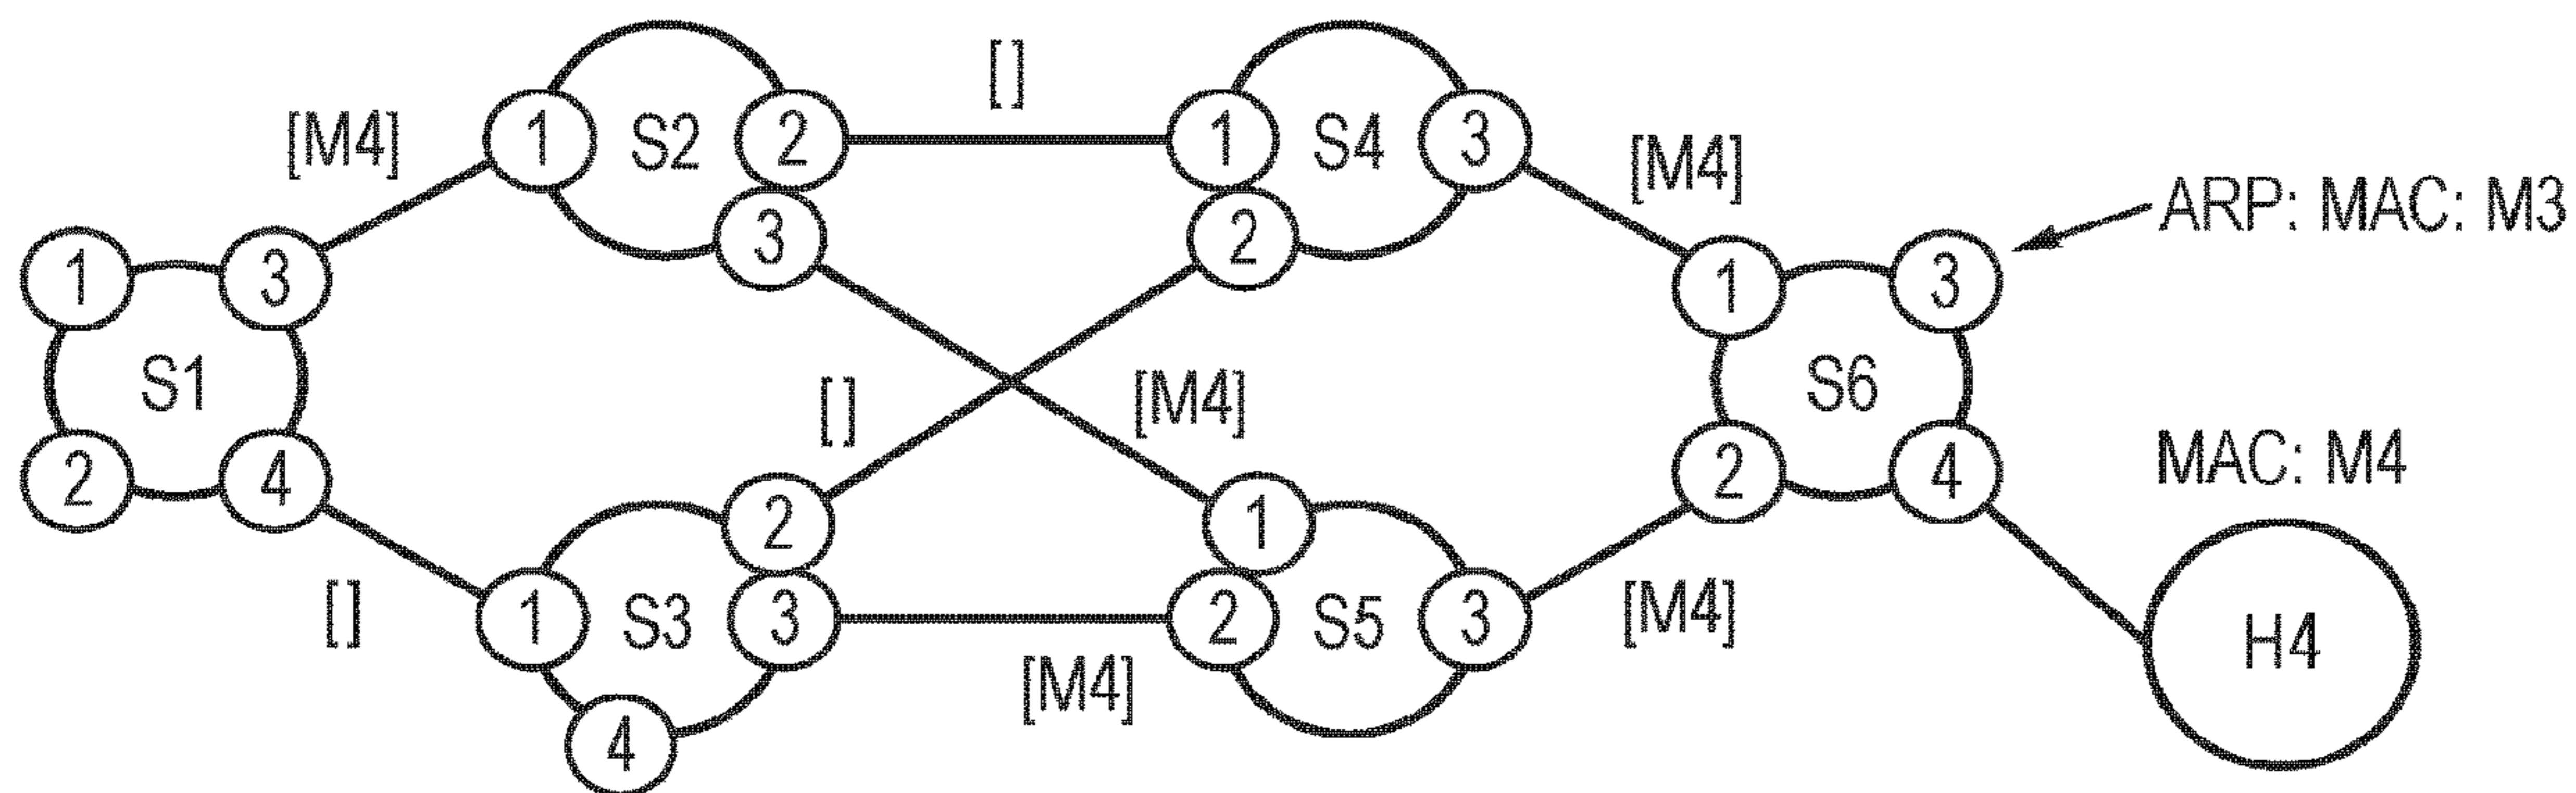 [ ]
[M4]
1 S2 2
1 S4 3
[M4]
ARP: MAC: M3
3
2
1 3
1 3
S1
[ ]
[M4]
S6
2 4
2 4
MAC: M4
2
1
[ ]
1 S3 3
2 S5 3
[M4]
H4
[M4]
4